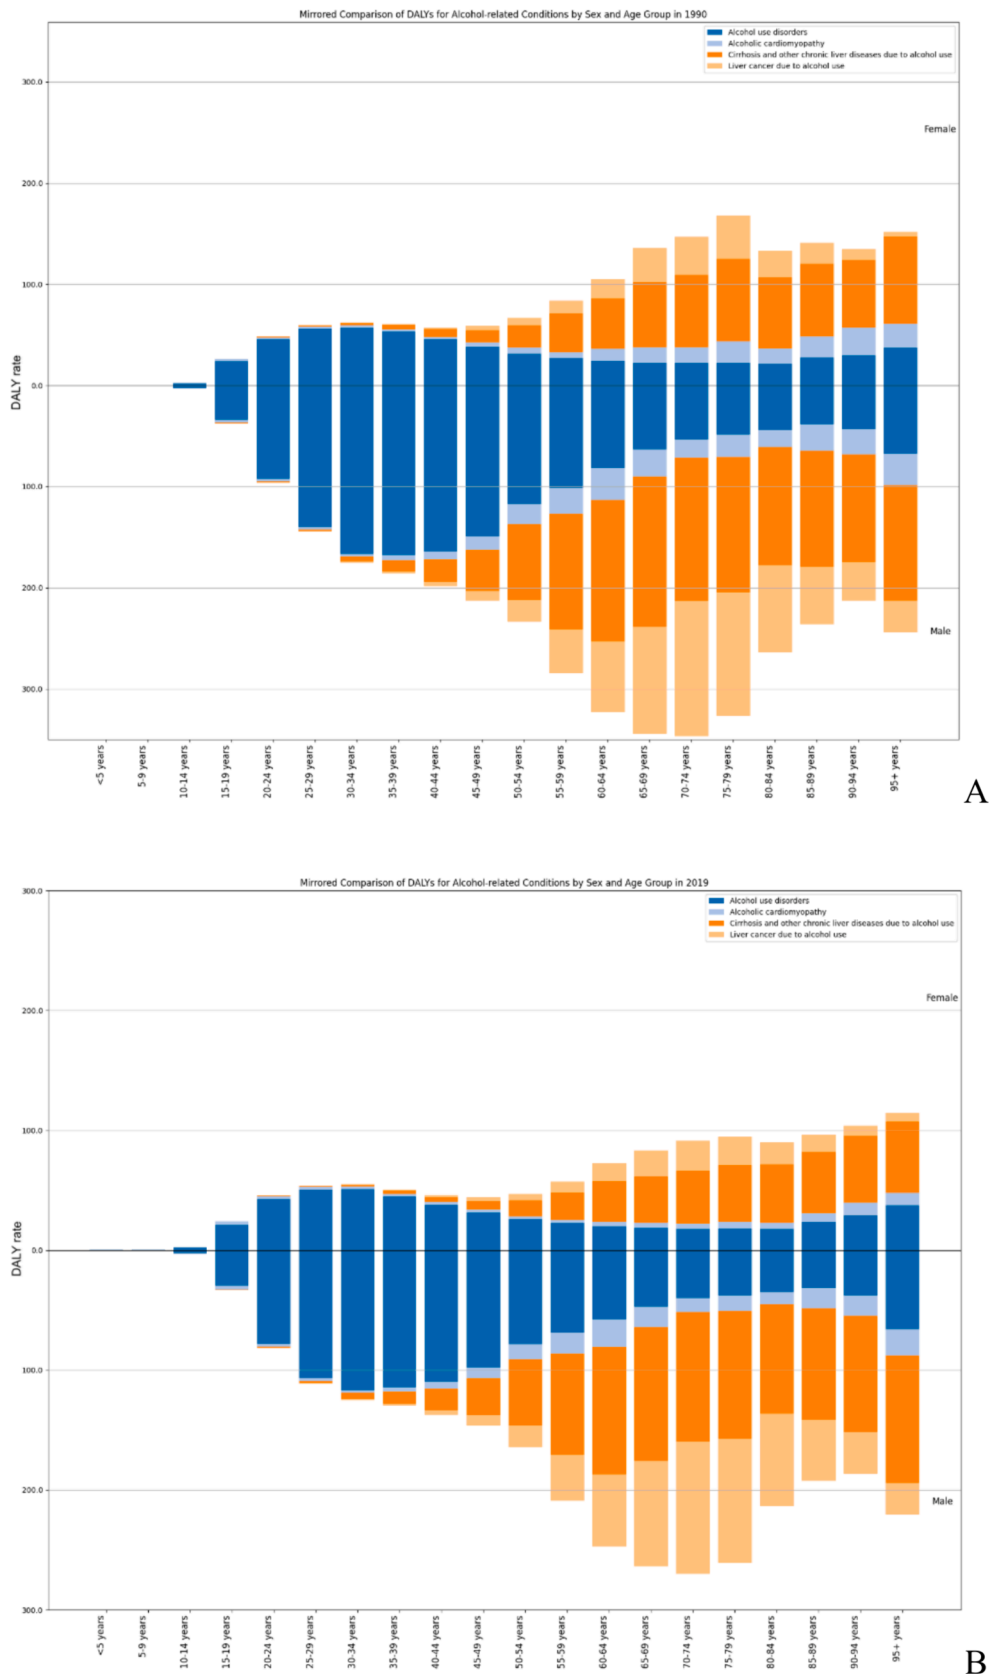 Mirrored Comparison of DALYs for Alcohol-related Conditions by Sex and Age Group in 1990
Alcohol use disorders
Alcoholic cardiomyopathy
Cirrhosis and other chronic liver diseases due to alcohol use
Liver cancer due to alcohol use
300.0
Female
200.0
100.0
0.0
DALY rate
100.0
200.0
Male
300.0
<5 years
5-9 years
10-14 years
15-19 years
20-24 years
25-29 years
30-34 years
35-39 years
40-44 years
45-49 years
50-54 years
55-59 years
60-64 years
65-69 years
70-74 years
75-79 years
80-84 years
85-89 years
90-94 years
95+ years
A
Mirrored Comparison of DALYs for Alcohol-related Conditions by Sex and Age Group in 2019
300.0
Alcohol use disorders
Alcoholic cardiomyopathy
Cirrhosis and other chronic liver diseases due to alcohol use
Liver cancer due to alcohol use
Female
200.0
100.0
0.0
DALY rate
100.0
200.0
Male
300.0
<5 years
5-9 years
10-14 years
15-19 years
20-24 years
25-29 years
30-34 years
35-39 years
40-44 years
45-49 years
50-54 years
55-59 years
60-64 years
65-69 years
70-74 years
75-79 years
80-84 years
85-89 years
90-94 years
95+ years
B